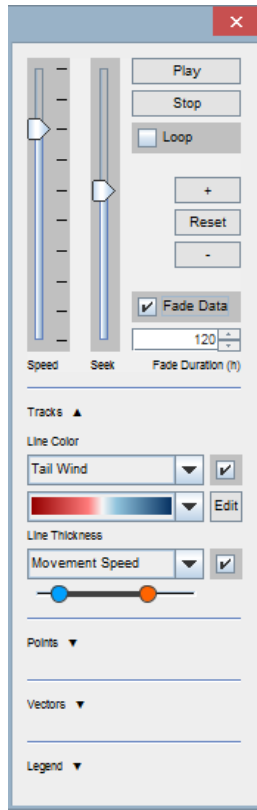 Play
Stop
Loop
+
Reset
-
Fade Data
120
Speed Seek Fade Duration (h)
Tracks ▲
Line Color
Tail Wind
Edit
Line Thickness
Movement Speed
Points ▼
Vectors ▼
Legend ▼